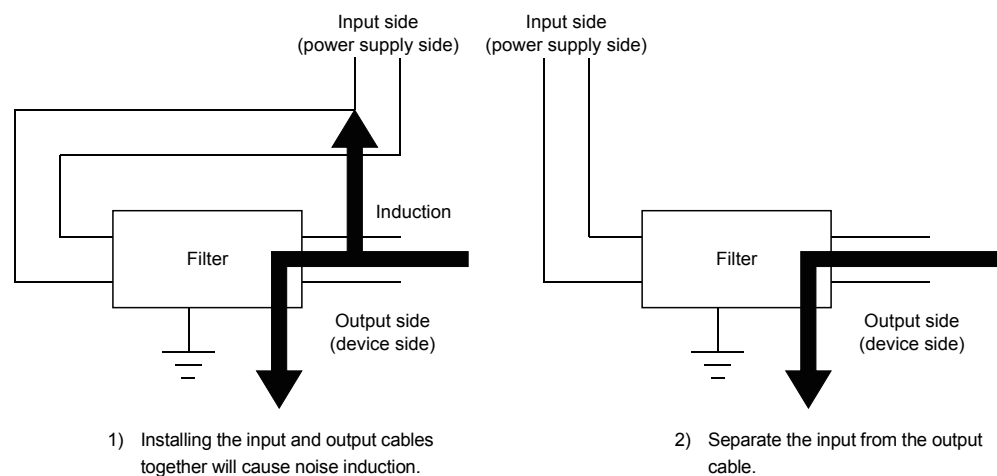 Input side
(power supply side)
Induction
Filter
Output side
(device side)
1) Installing the input and output cables
together will cause noise induction.
Input side
(power supply side)
Filter
Output side
(device side)
2) Separate the input from the output
cable.